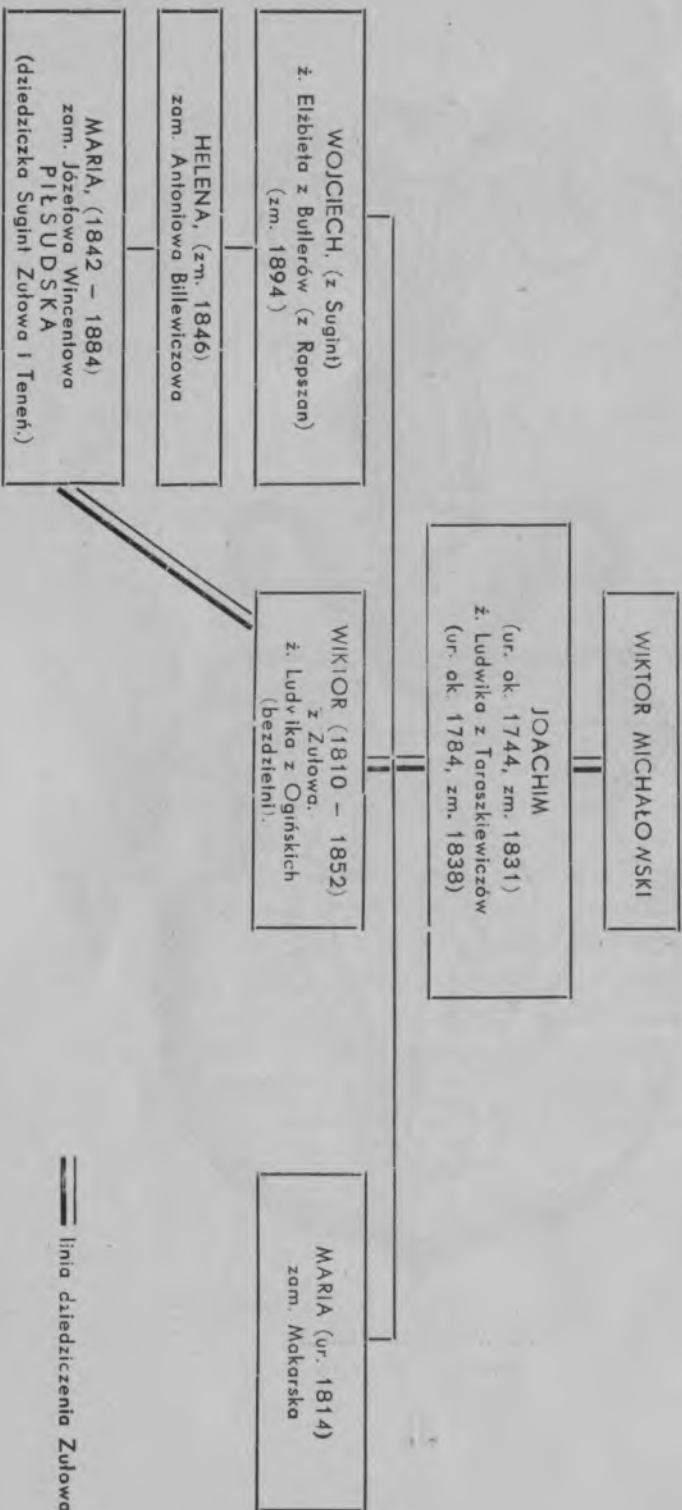 WIKTOR MICHAŁOWSKI
JOACHIM
(ur. ok. 1744, zm. 1831)
ż. Ludwika z Taraszkiewiczów
(ur. ok. 1784, zm. 1838)
WOJCIECH, (z Sugint)
ż. Elżbieta z Butlerów (z Rapszan)
(zm. 1894)
WIKTOR (1810 – 1852)
z Zułowa.
ż. Ludwika z Ogińskich
(bezdzietni).
MARIA (ur. 1814)
zam. Makarska
HELENA, (zm. 1846)
zam. Antoniowa Billewiczowa
MARIA, (1842 – 1884)
zam. Józefowa Wincentowa
PIŁSUDSKA
(dziedziczka Sugint Zułowa i Teneń.)
linia dziedziczenia Zułowa